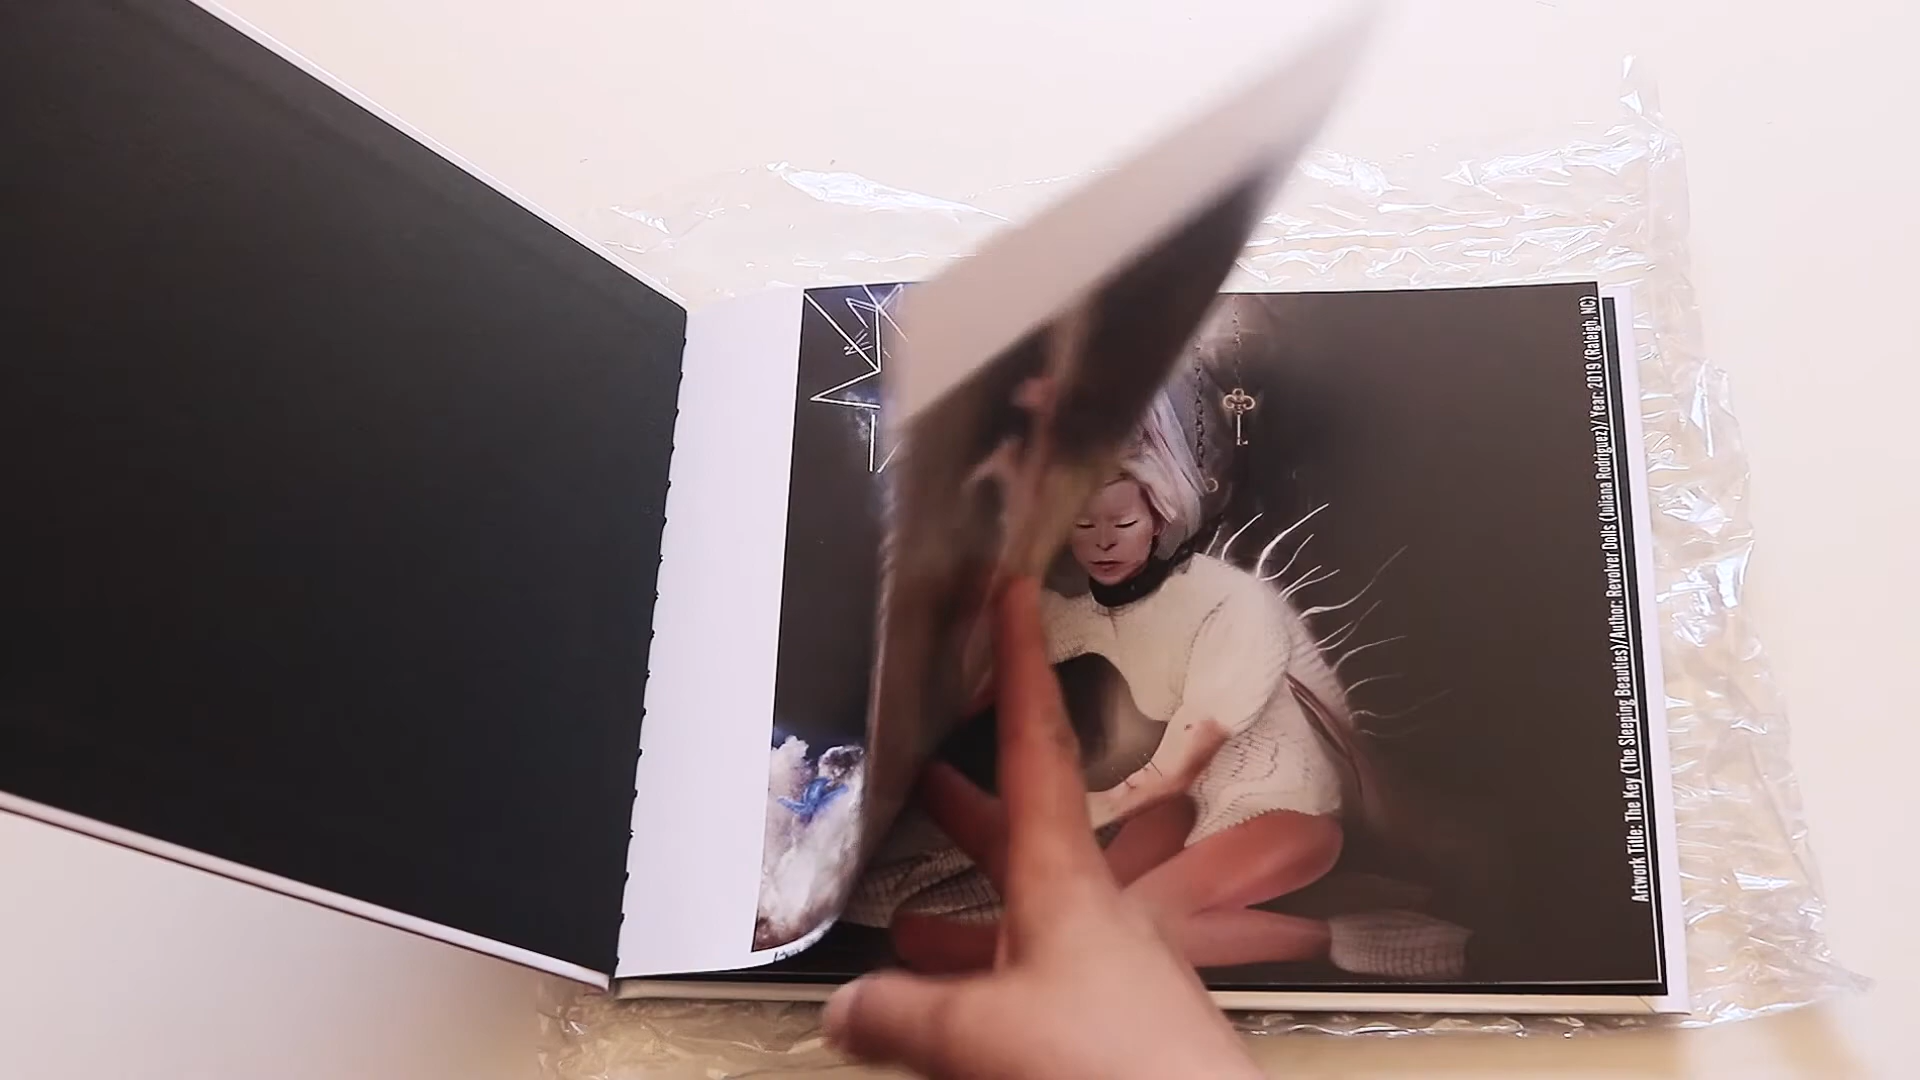 Artwork Title: The Key (The Sleeping Beauties)/Author: Revolver Dolls (Juliana Rodriguez)/ Year: 2019 (Raleigh, NC)